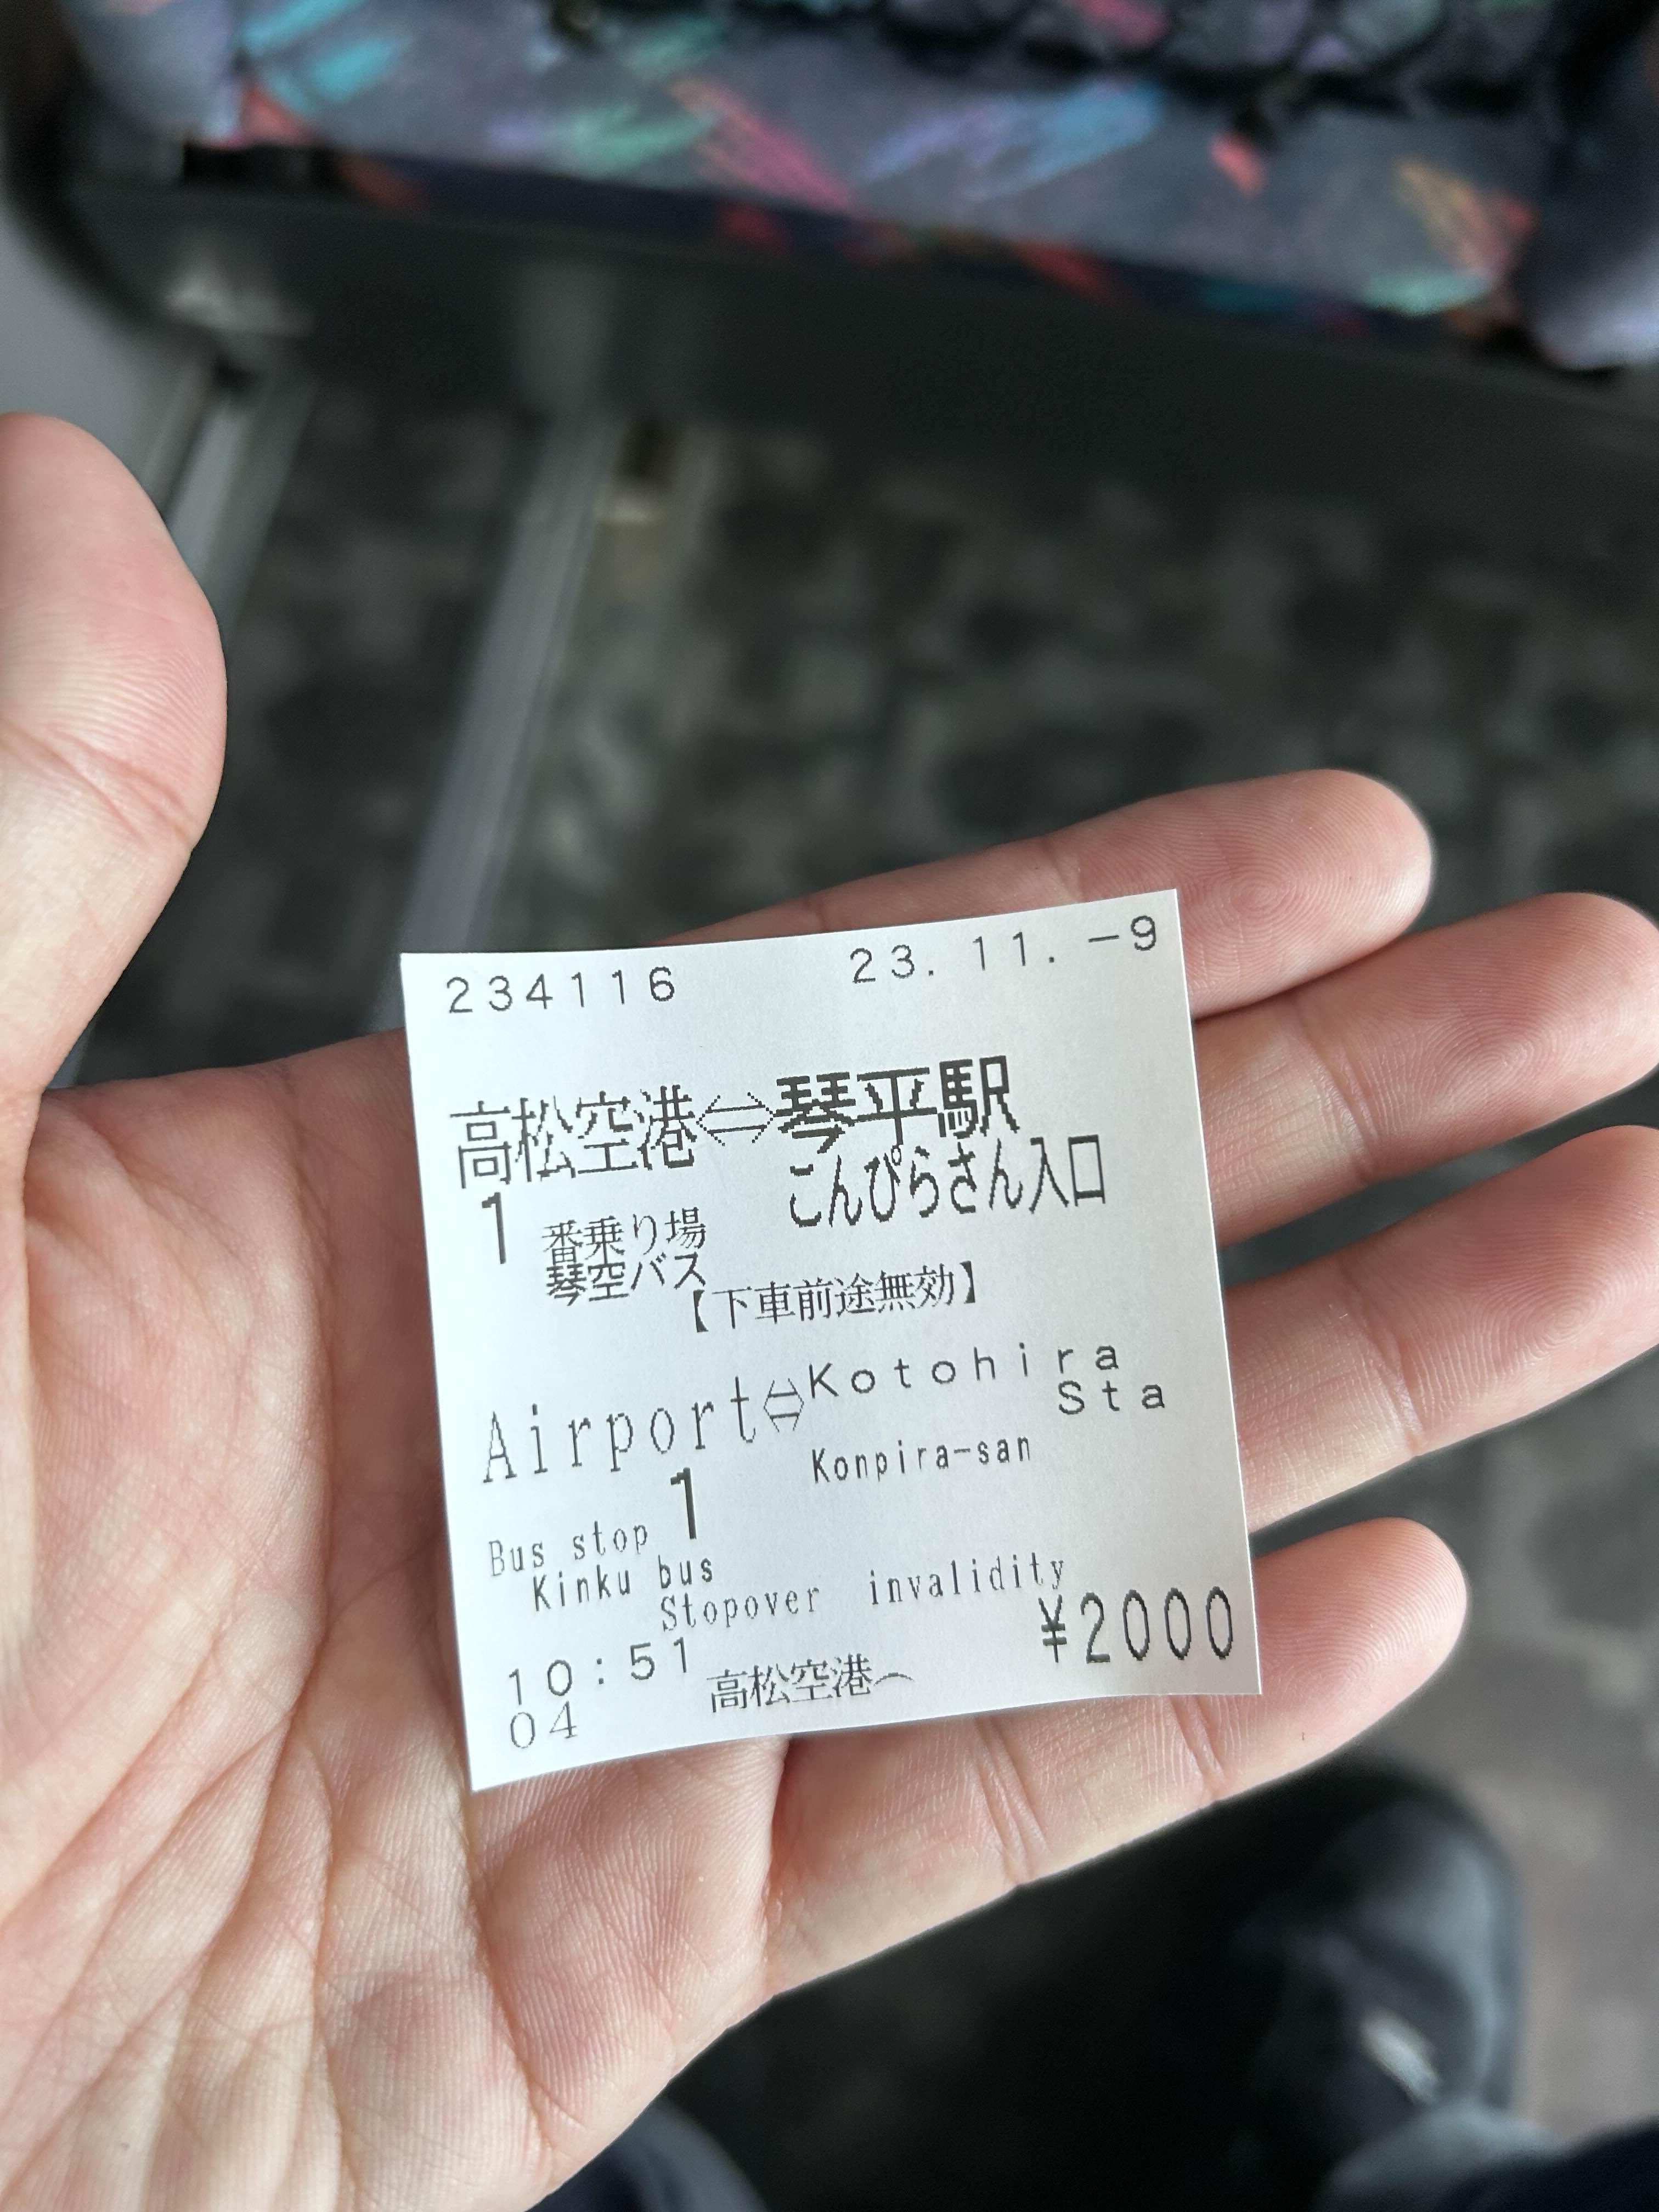 234116 23.11.-9
高松空港⇔琴平駅
こんぴらさん入口
1 番乗り場
琴空バス
【下車前途無効】
Airport⇔Kotohira
Sta
Konpira-san
Bus stop 1
Kinku bus
Stopover invalidity
¥2000
10:51
04 高松空港へ